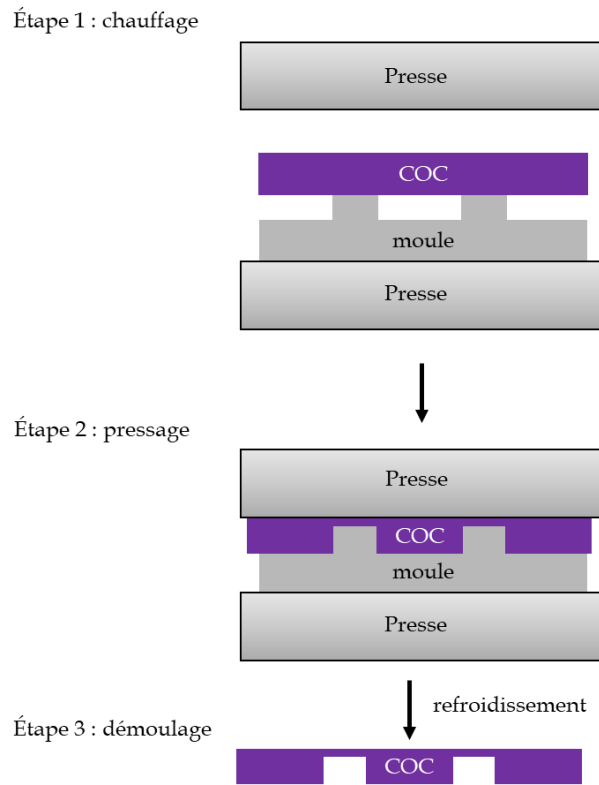 Étape 1 : chauffage
Presse
COC
moule
Presse
Étape 2 : pressage
Presse
COC
moule
Presse
refroidissement
Étape 3 : démoulage
COC